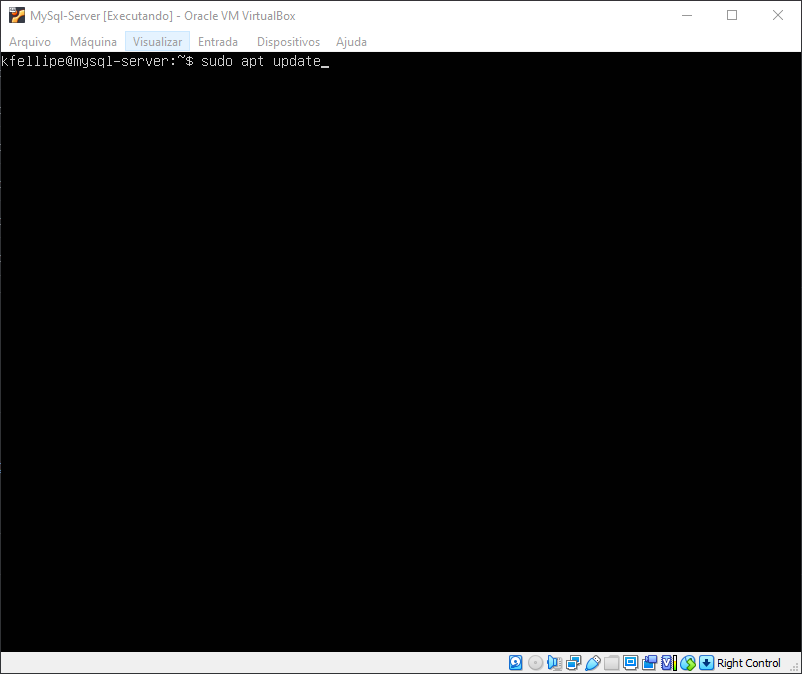 MySql-Server [Executando] - Oracle VM VirtualBox
Arquivo Máquina Visualizar Entrada Dispositivos Ajuda
kfellipe@mysql-server:~$ sudo apt update_
Right Control